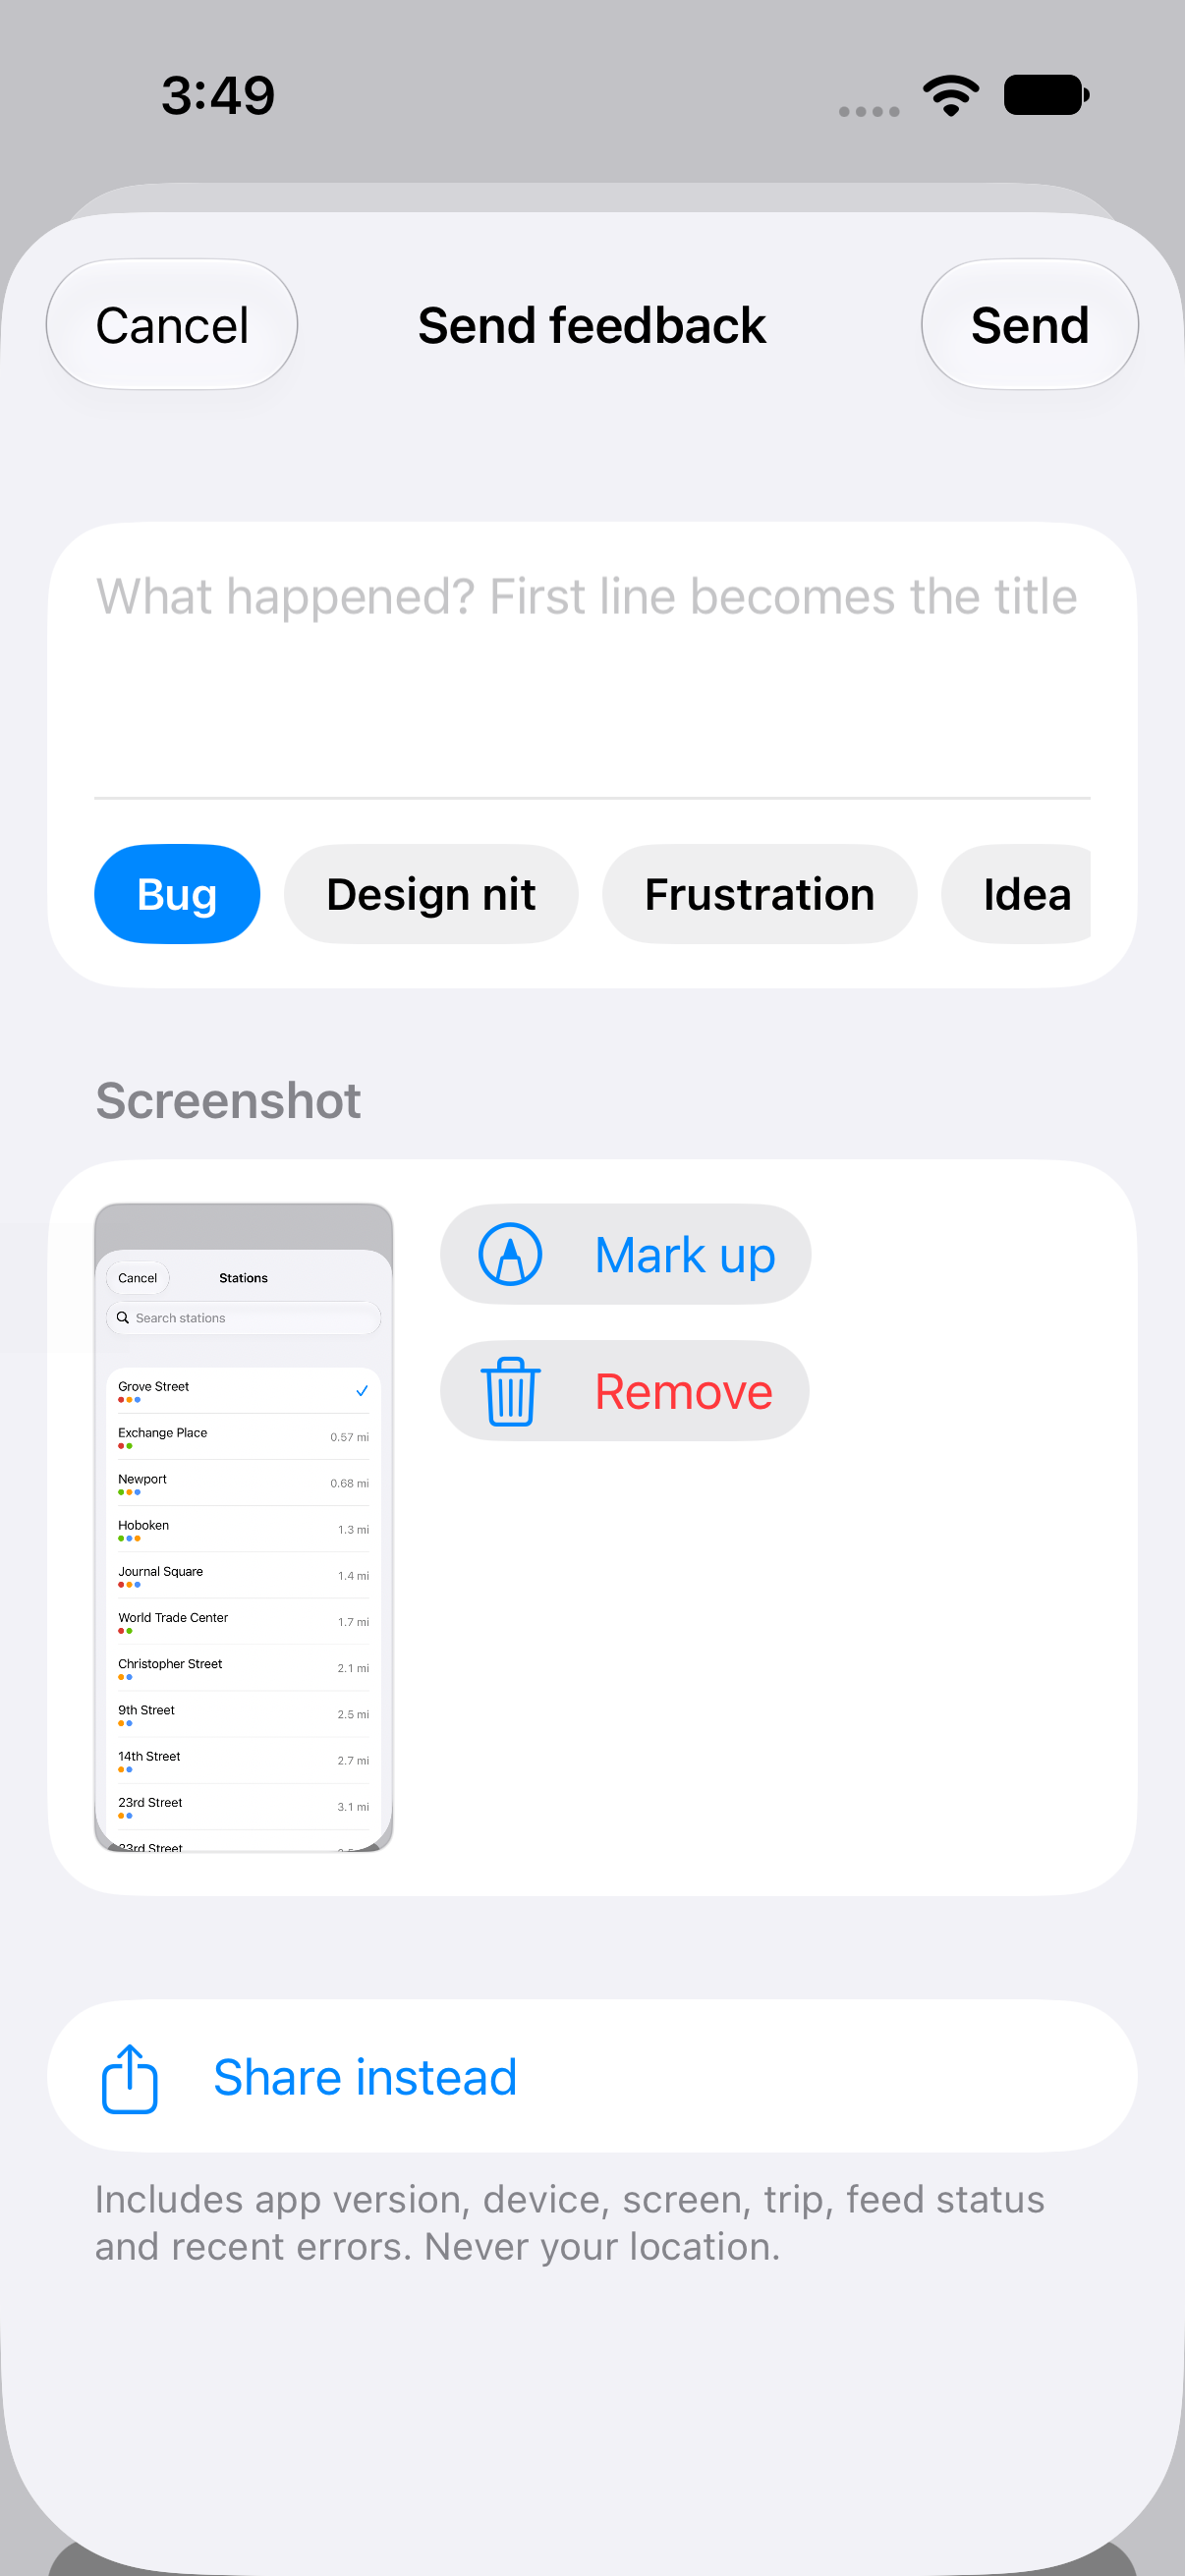 3:49
Cancel
Send feedback
Send
What happened? First line becomes the title
Bug
Design nit
Frustration
Idea
Screenshot
Cancel
Stations
Search stations
Grove Street
Exchange Place
0.57 mi
Newport
0.68 mi
Hoboken
1.3 mi
Journal Square
1.4 mi
World Trade Center
1.7 mi
Christopher Street
2.1 mi
9th Street
2.5 mi
14th Street
2.7 mi
23rd Street
3.1 mi
Street
Mark up
Remove
Share instead
Includes app version, device, screen, trip, feed status
and recent errors. Never your location.